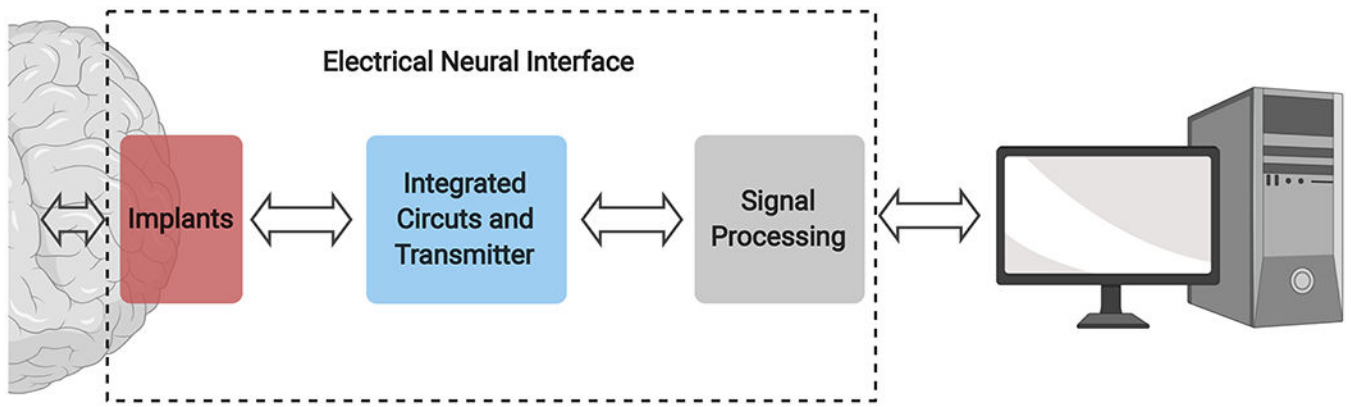 Electrical Neural Interface
Implants
Integrated
Circuts and
Transmitter
Signal
Processing